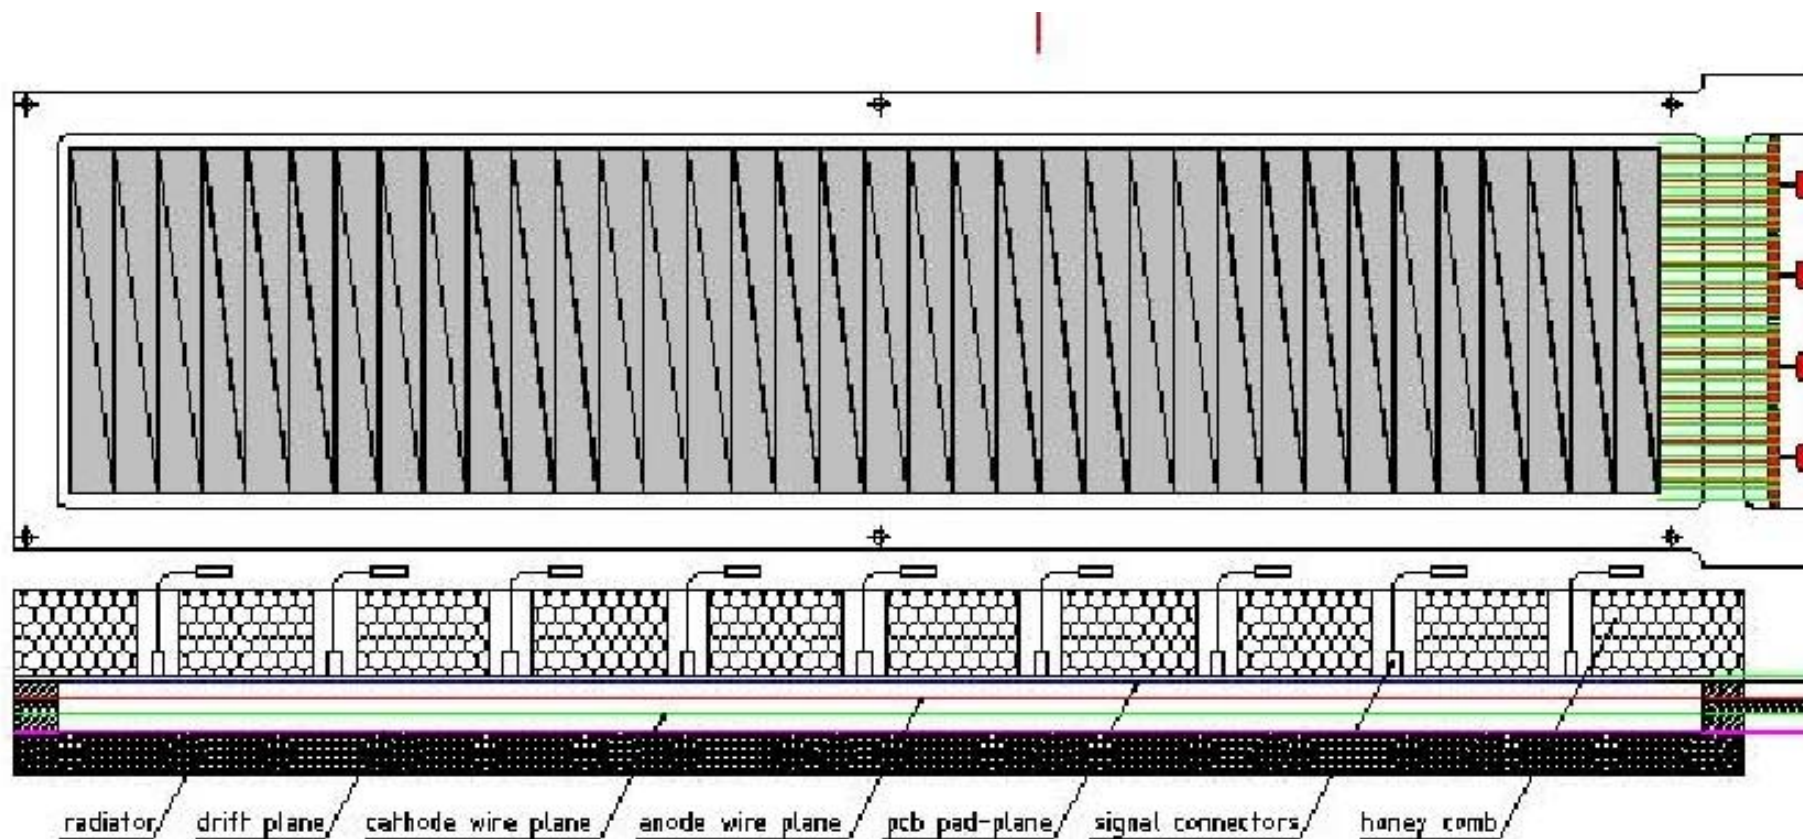 radiator
drift plane
cathode wire plane
anode wire plane
pcb pad-plane
signal connectors
honey comb